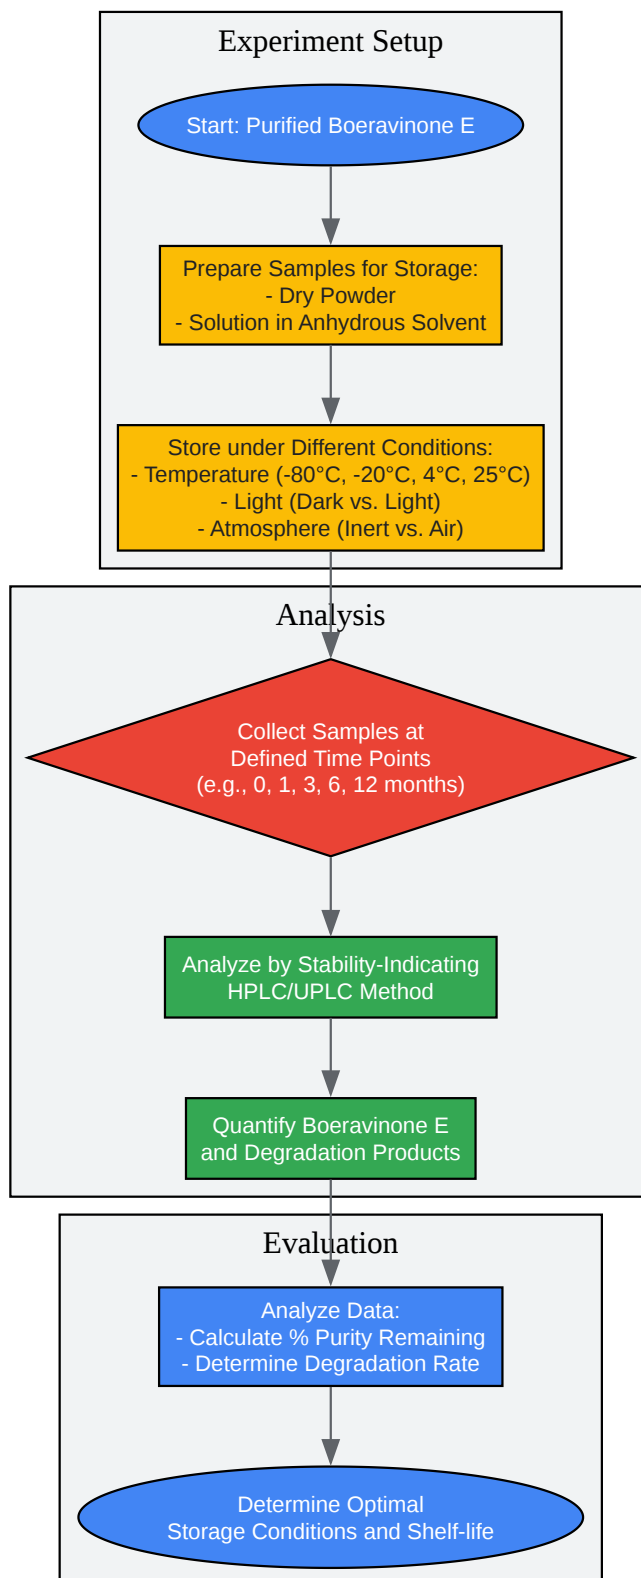 Experiment Setup
Start: Purified Boeravinone E
Prepare Samples for Storage:
- Dry Powder
- Solution in Anhydrous Solvent
Store under Different Conditions:
- Temperature (-80°C, -20°C, 4°C, 25°C)
- Light (Dark vs. Light)
- Atmosphere (Inert vs. Air)
Analysis
Collect Samples at
Defined Time Points
(e.g., 0, 1, 3, 6, 12 months)
Analyze by Stability-Indicating
HPLC/UPLC Method
Quantify Boeravinone E
and Degradation Products
Evaluation
Analyze Data:
- Calculate % Purity Remaining
- Determine Degradation Rate
Determine Optimal
Storage Conditions and Shelf-life